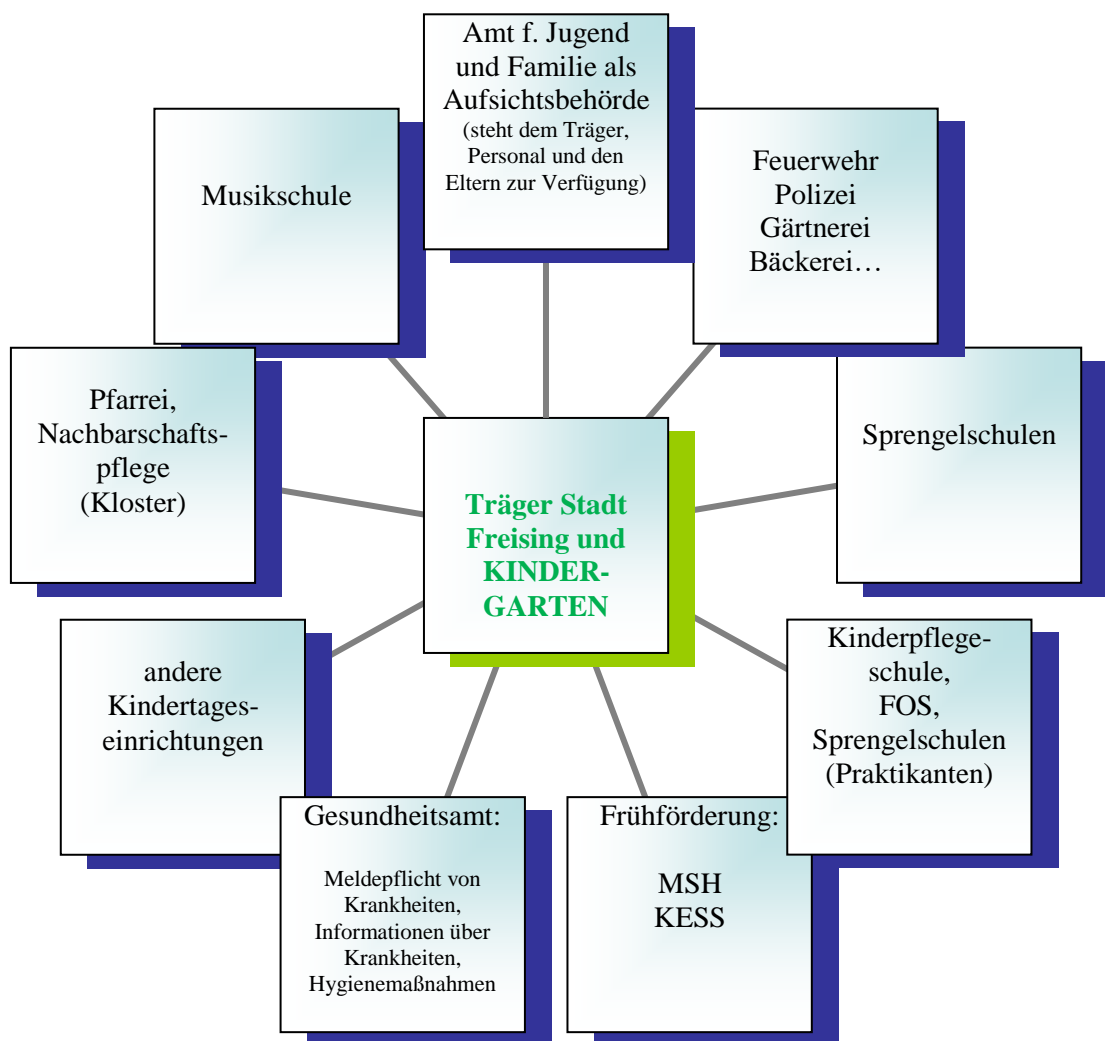 Amt f. Jugend
und Familie als
Aufsichtsbehörde
(steht dem Träger,
Personal und den
Eltern zur Verfügung)
Feuerwehr
Polizei
Gärtnerei
Bäckerei…
Sprengelschulen
Kinderpflege-
schule,
FOS,
Sprengelschulen
(Praktikanten)
Frühförderung:
MSH
KESS
Gesundheitsamt:
Meldepflicht von
Krankheiten,
Informationen über
Krankheiten,
Hygienemaßnahmen
andere
Kindertages-
einrichtungen
Pfarrei,
Nachbarschafts-
pflege
(Kloster)
Musikschule
Träger Stadt
Freising und
KINDER-
GARTEN